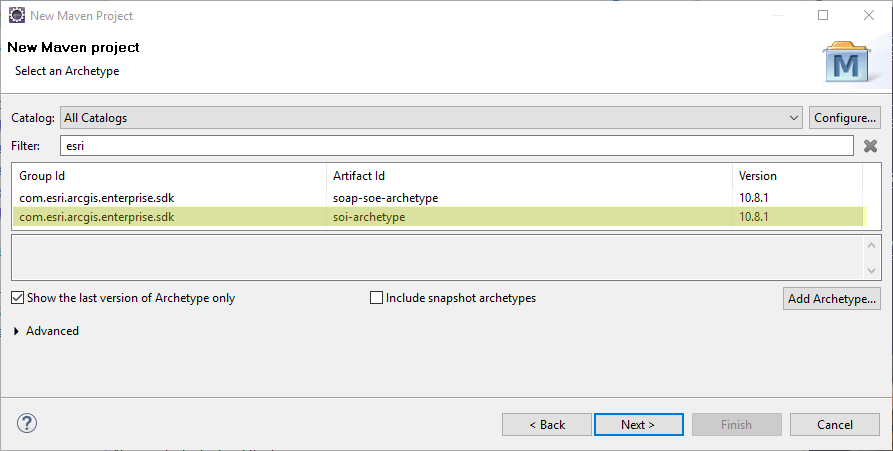 New Maven Project
New Maven project
Select an Archetype
M
Catalog: All Catalogs Configure...
Filter: esri
Group Id Artifact Id Version
com.esri.arcgis.enterprise.sdk soap-soe-archetype 10.8.1
com.esri.arcgis.enterprise.sdk soi-archetype 10.8.1
Show the last version of Archetype only Include snapshot archetypes Add Archetype...
Advanced
? < Back Next > Finish Cancel